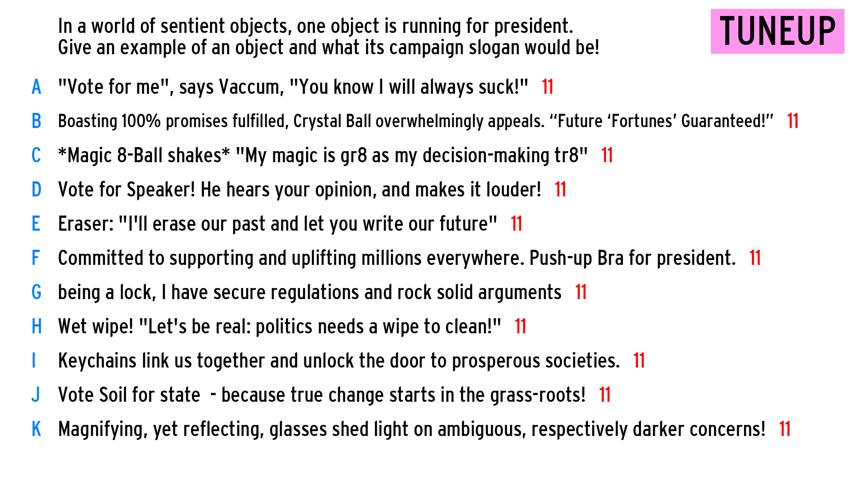 In a world of sentient objects, one object is running for president.
Give an example of an object and what its campaign slogan would be!
TUNEUP
A "Vote for me", says Vaccum, "You know I will always suck!" 11
B Boasting 100% promises fulfilled, Crystal Ball overwhelmingly appeals. “Future ‘Fortunes’ Guaranteed!” 11
C *Magic 8-Ball shakes* "My magic is gr8 as my decision-making tr8" 11
D Vote for Speaker! He hears your opinion, and makes it louder! 11
E Eraser: "I'll erase our past and let you write our future" 11
F Committed to supporting and uplifting millions everywhere. Push-up Bra for president. 11
G being a lock, I have secure regulations and rock solid arguments 11
H Wet wipe! "Let's be real: politics needs a wipe to clean!" 11
I Keychains link us together and unlock the door to prosperous societies. 11
J Vote Soil for state - because true change starts in the grass-roots! 11
K Magnifying, yet reflecting, glasses shed light on ambiguous, respectively darker concerns! 11